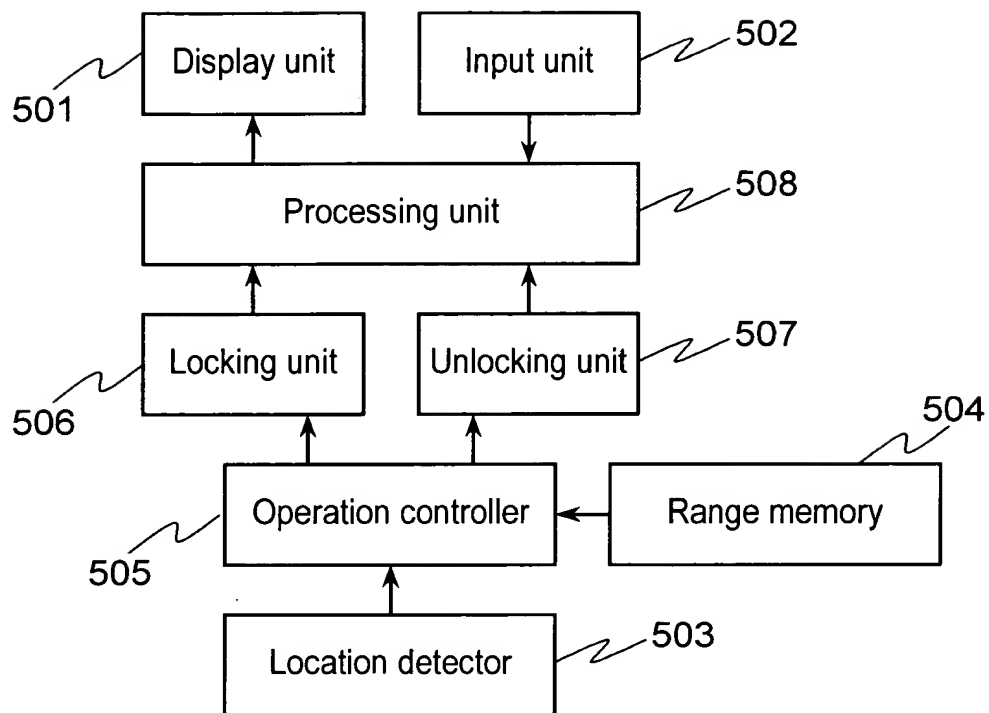 502
Display unit
Input unit
501
508
Processing unit
507
Locking unit
Unlocking unit
506
504
Operation controller
Range memory
505
503
Location detector